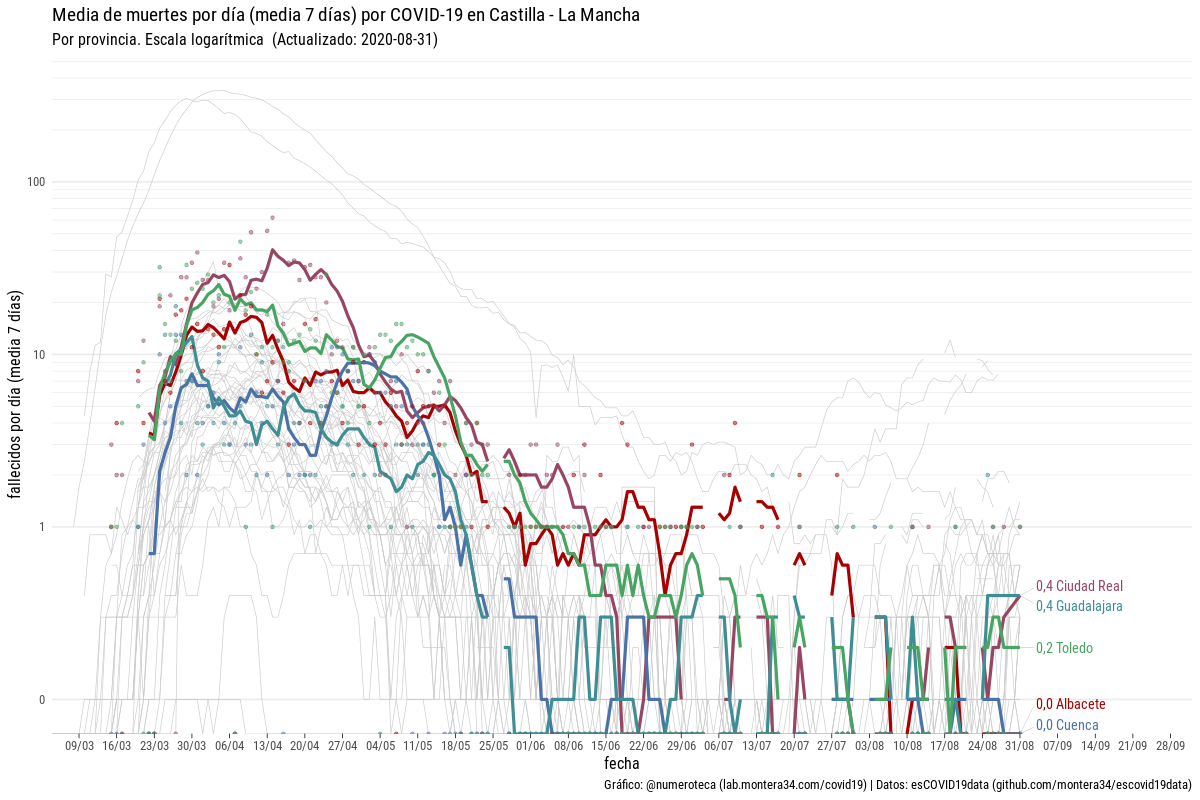 Media de muertes por día (media 7 días) por COVID-19 en Castilla - La Mancha
Por provincia. Escala logarítmica  (Actualizado: 2020-08-31)
fallecidos por día (media 7 días)
100
10
1
0
0,4 Ciudad Real
0,4 Guadalajara
0,2 Toledo
0,0 Albacete
0,0 Cuenca
09/03 16/03 23/03 30/03 06/04 13/04 20/04 27/04 04/05 11/05 18/05 25/05 01/06 08/06 15/06 22/06 29/06 06/07 13/07 20/07 27/07 03/08 10/08 17/08 24/08 31/08 07/09 14/09 21/09 28/09
fecha
Gráfico: @numeroteca (lab.montera34.com/covid19) | Datos: esCOVID19data (github.com/montera34/escovid19data)